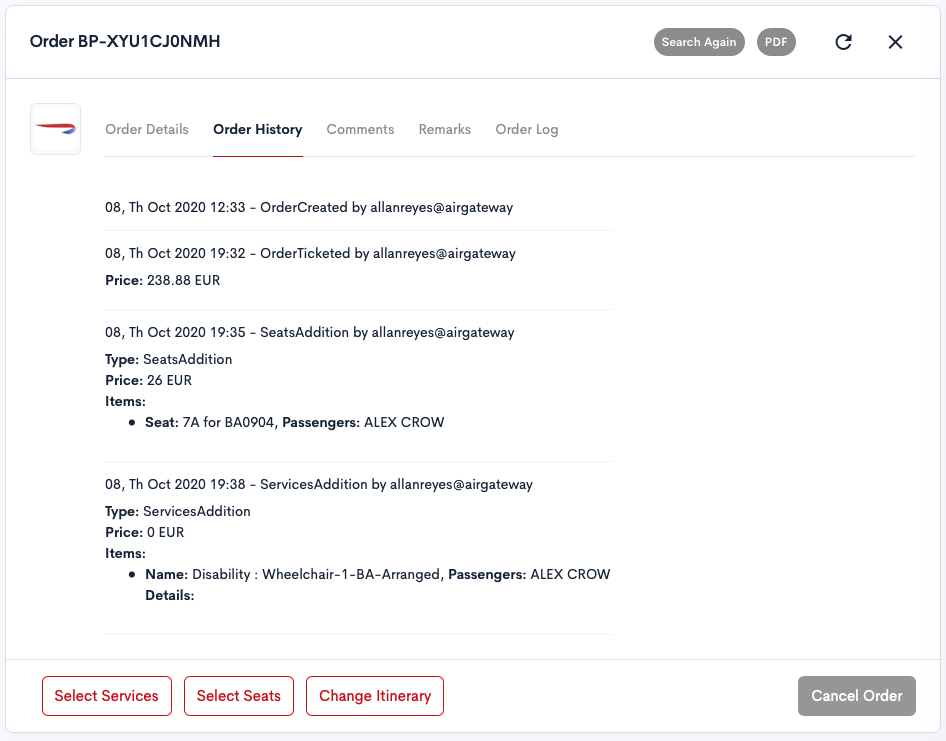 Order BP-XYU1CJ0NMH
Search Again
PDF
Order Details
Order History
Comments
Remarks
Order Log
08, Th Oct 2020 12:33 - OrderCreated by allanreyes@airgateway
08, Th Oct 2020 19:32 - OrderTicketed by allanreyes@airgateway
Price: 238.88 EUR
08, Th Oct 2020 19:35 - SeatsAddition by allanreyes@airgateway
Type: SeatsAddition
Price: 26 EUR
Items:
• Seat: 7A for BA0904, Passengers: ALEX CROW
08, Th Oct 2020 19:38 - ServicesAddition by allanreyes@airgateway
Type: ServicesAddition
Price: 0 EUR
Items:
• Name: Disability : Wheelchair-1-BA-Arranged, Passengers: ALEX CROW
Details:
Select Services
Select Seats
Change Itinerary
Cancel Order